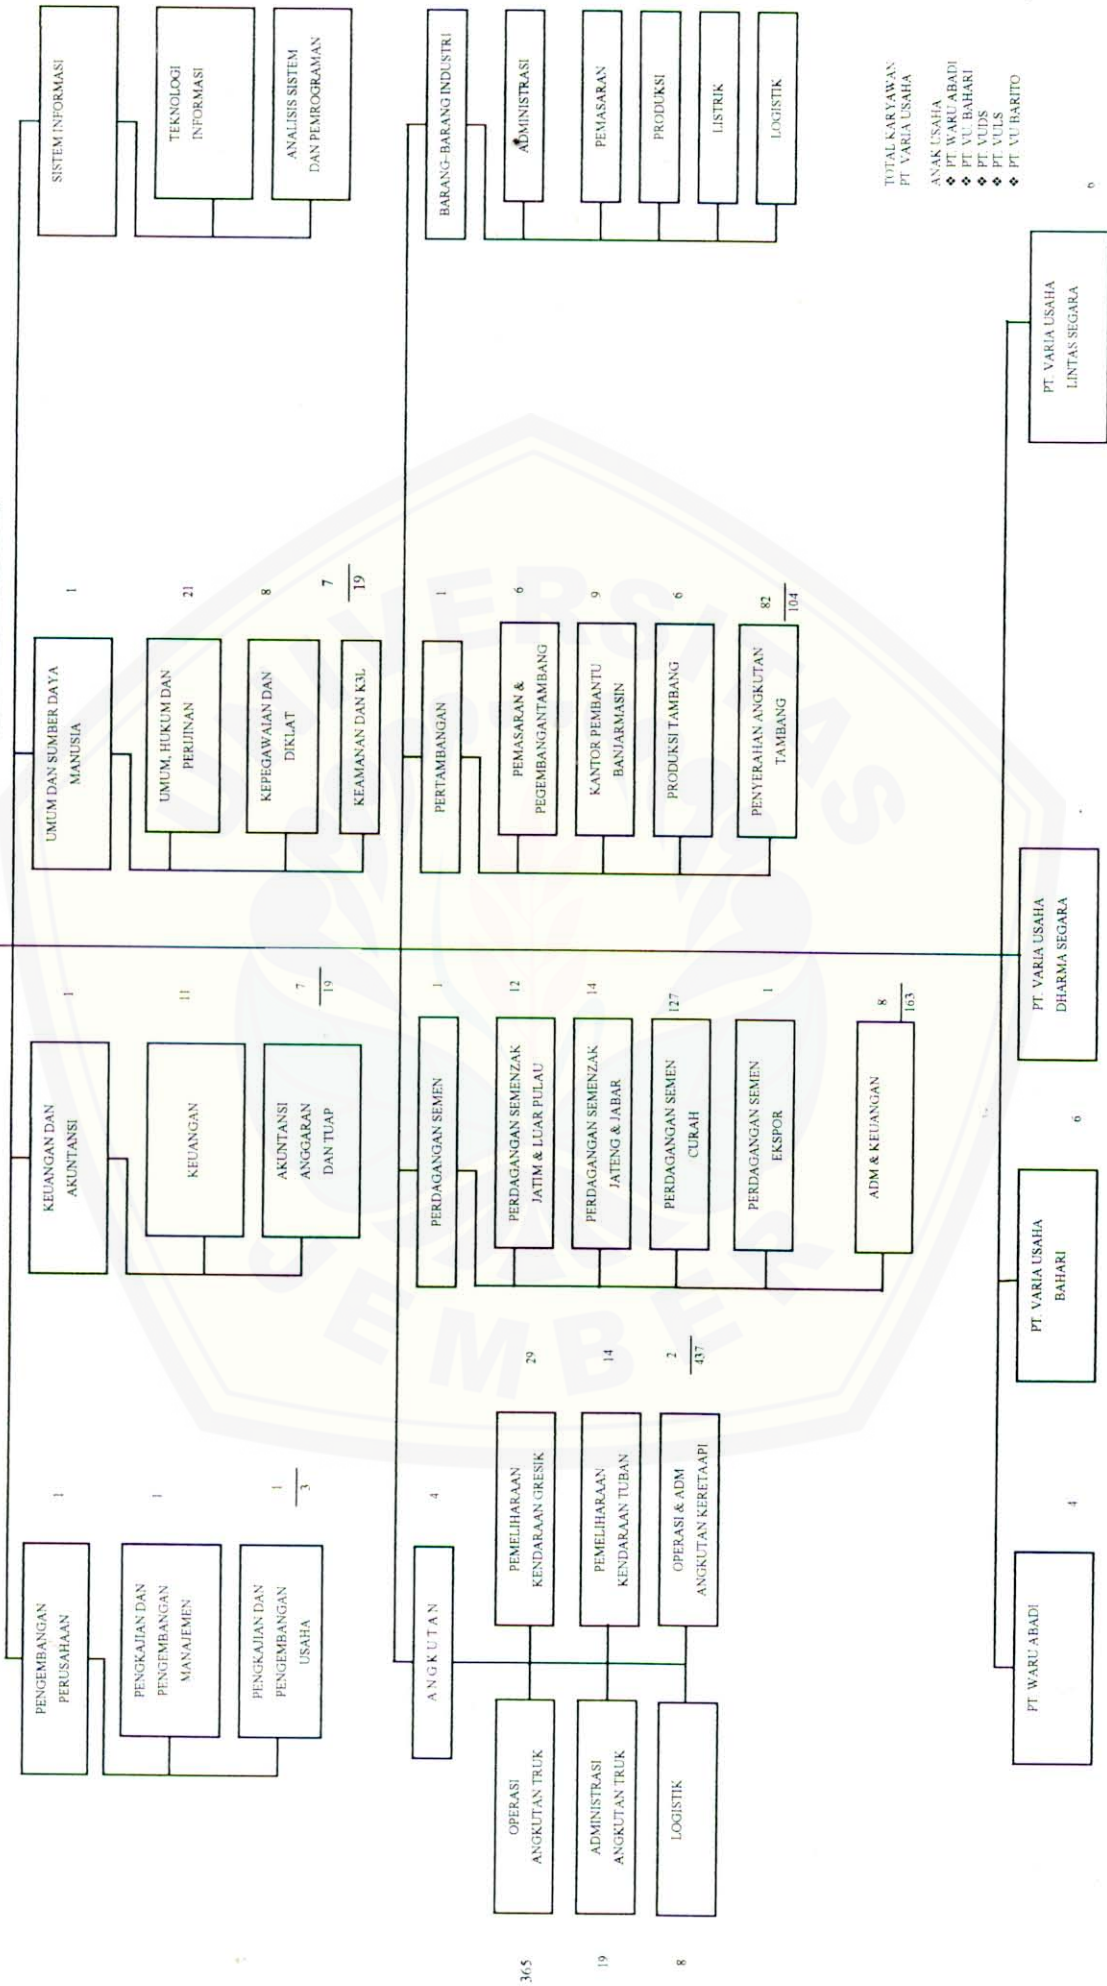 PENGEMBANGAN
PERUSAHAAN
1
PENGKAJIAN DAN
PENGEMBANGAN
MANAJEMEN
1
PENGKAJIAN DAN
PENGEMBANGAN
USAHA
1
3
KEUANGAN DAN
AKUNTANSI
1
KEUANGAN
11
AKUNTANSI
ANGGARAN
DAN TUAP
7
19
UMUM DAN SUMBER DAYA
MANUSIA
1
UMUM, HUKUM DAN
PERIJINAN
21
KEPEGAWAIAN DAN
DIKLAT
8
KEAMANAN DAN K3L
7
19
SISTEM INFORMASI
TEKNOLOGI
INFORMASI
ANALISIS SISTEM
DAN PEMROGRAMAN
ANGKUTAN
4
365
OPERASI
ANGKUTAN TRUK
PEMELIHARAAN
KENDARAAN GRESIK
29
19
ADMINISTRASI
ANGKUTAN TRUK
PEMELIHARAAN
KENDARAAN TUBAN
14
8
LOGISTIK
OPERASI & ADM
ANGKUTAN KERETAAPI
2
437
PERDAGANGAN SEMEN
1
PERDAGANGAN SEMENZAK
JATIM & LUAR PULAU
12
PERDAGANGAN SEMENZAK
JATENG & JABAR
14
PERDAGANGAN SEMEN
CURAH
127
PERDAGANGAN SEMEN
EKSPOR
1
ADM & KEUANGAN
8
163
PERTAMBANGAN
1
PEMASARAN &
PEGEMBANGANTAMBANG
6
KANTOR PEMBANTU
BANJARMASIN
9
PRODUKSI TAMBANG
6
PENYERAHAN ANGKUTAN
TAMBANG
82
104
BARANG-BARANG INDUSTRI
ADMINISTRASI
PEMASARAN
PRODUKSI
LISTRIK
LOGISTIK
TOTAL KARYAWAN
PT VARIA USAHA
ANAK USAHA
❖ PT. WARU ABADI
❖ PT. VU. BAHARI
❖ PT. VUDS
❖ PT. VULS
❖ PT VU BARITO
PT WARU ABADI
4
PT. VARIA USAHA
BAHARI
6
PT. VARIA USAHA
DHARMA SEGARA
PT. VARIA USAHA
LINTAS SEGARA
6
UNIVERSITAS
JEMBER